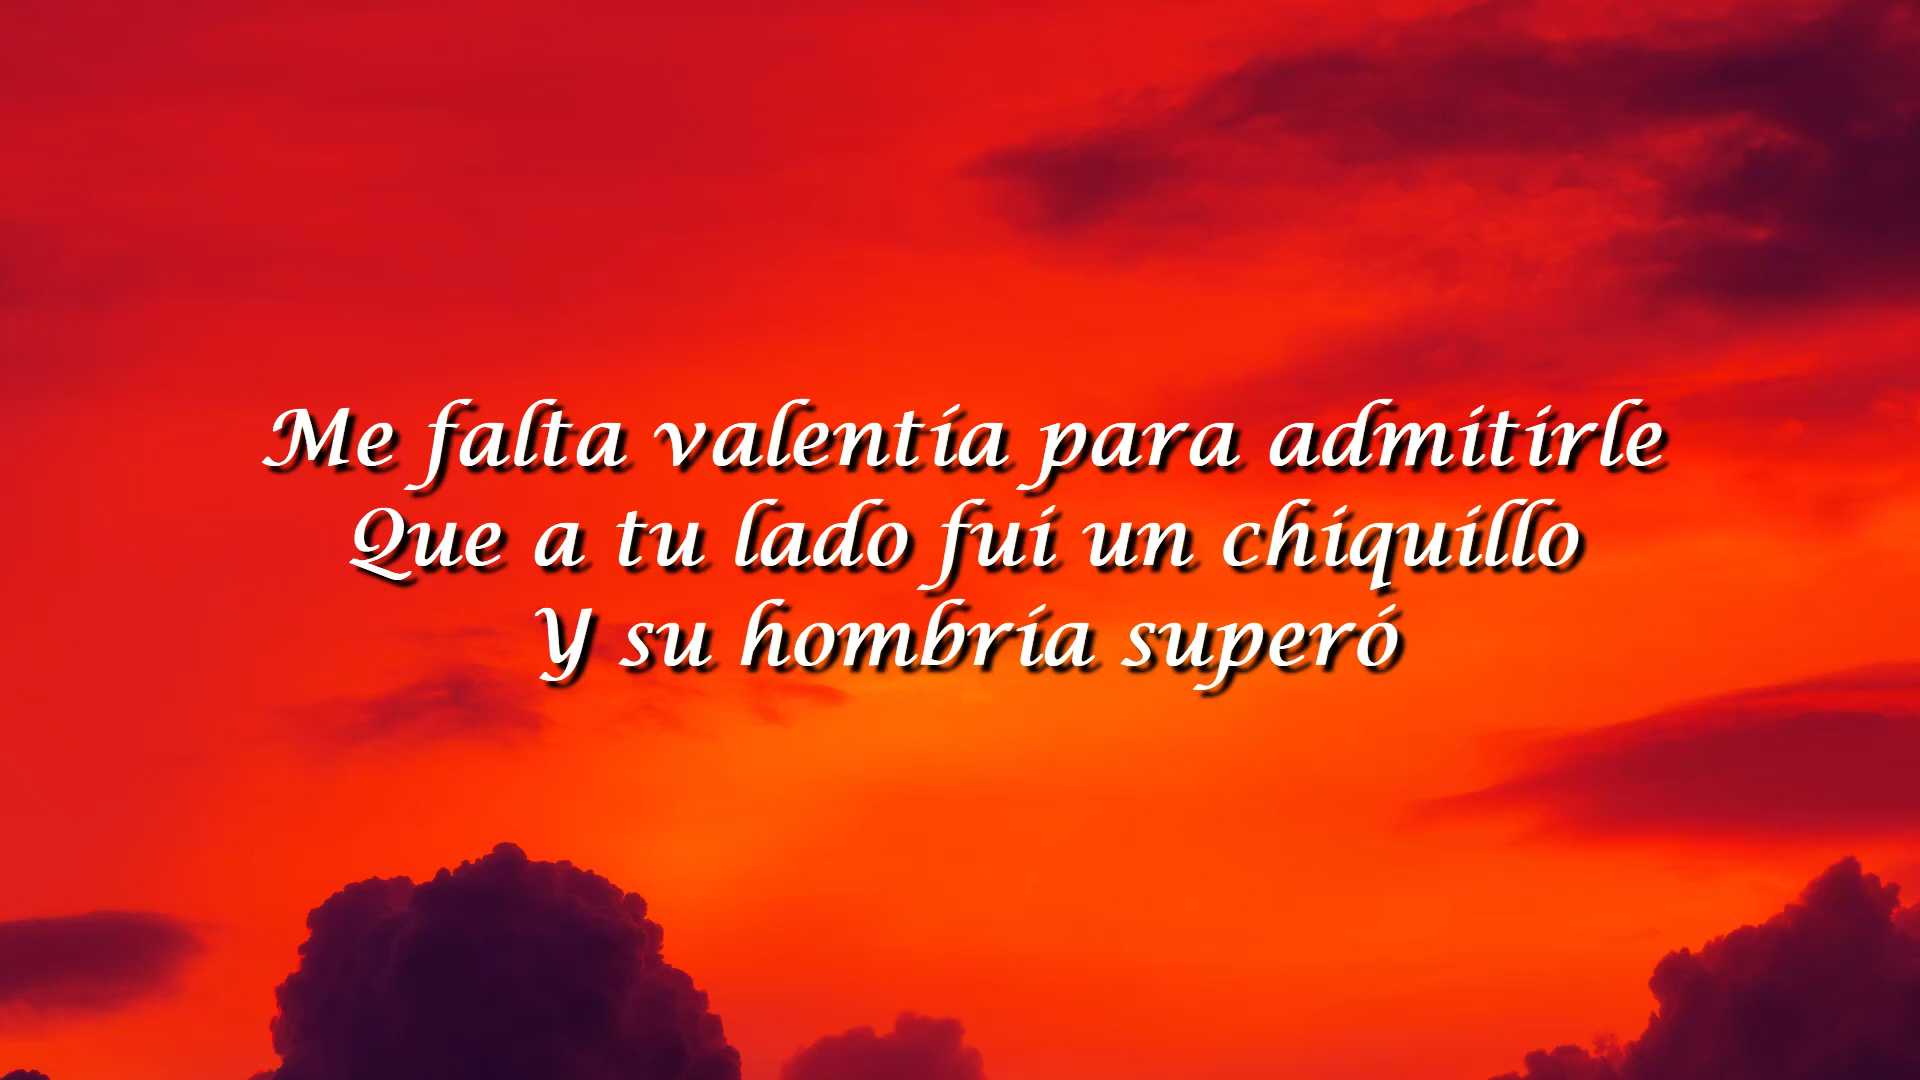 Me falta valentía para admitirle
Que a tu lado fui un chiquillo
Y su hombría superó